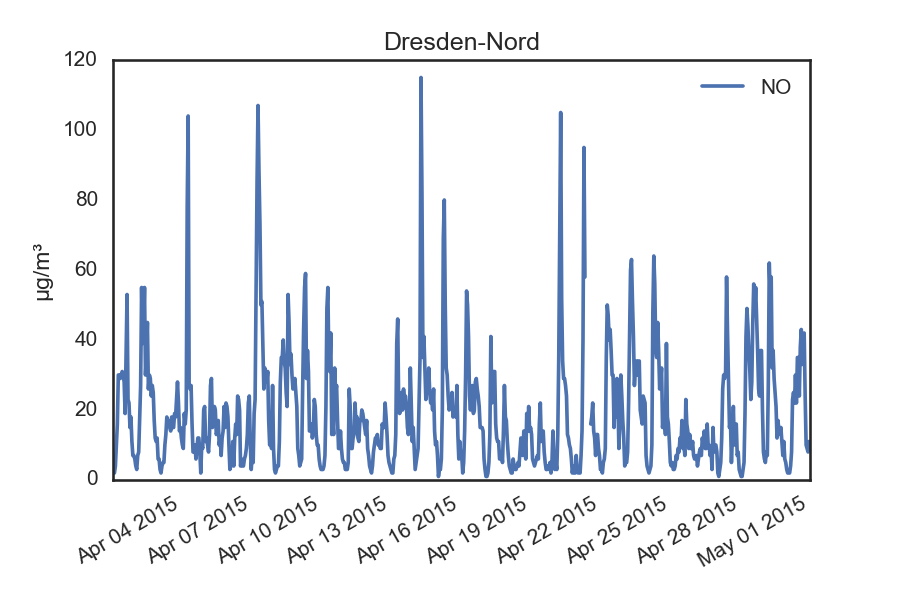 Dresden-Nord
120
100
80
60
40
20
0
µg/m³
NO
Apr 04 2015
Apr 07 2015
Apr 10 2015
Apr 13 2015
Apr 16 2015
Apr 19 2015
Apr 22 2015
Apr 25 2015
Apr 28 2015
May 01 2015